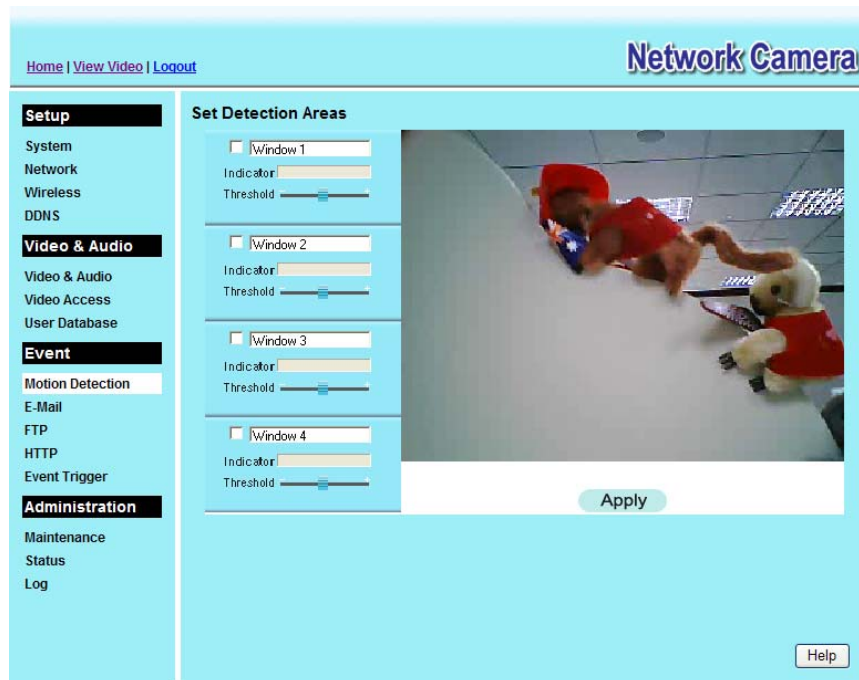 Home | View Video | Logout
Network Camera
Setup
System
Network
Wireless
DDNS
Video & Audio
Video & Audio
Video Access
User Database
Event
Motion Detection
E-Mail
FTP
HTTP
Event Trigger
Administration
Maintenance
Status
Log
Set Detection Areas
Window 1
Indicator
Threshold - +
Window 2
Indicator
Threshold - +
Window 3
Indicator
Threshold - +
Window 4
Indicator
Threshold - +
Apply
Help